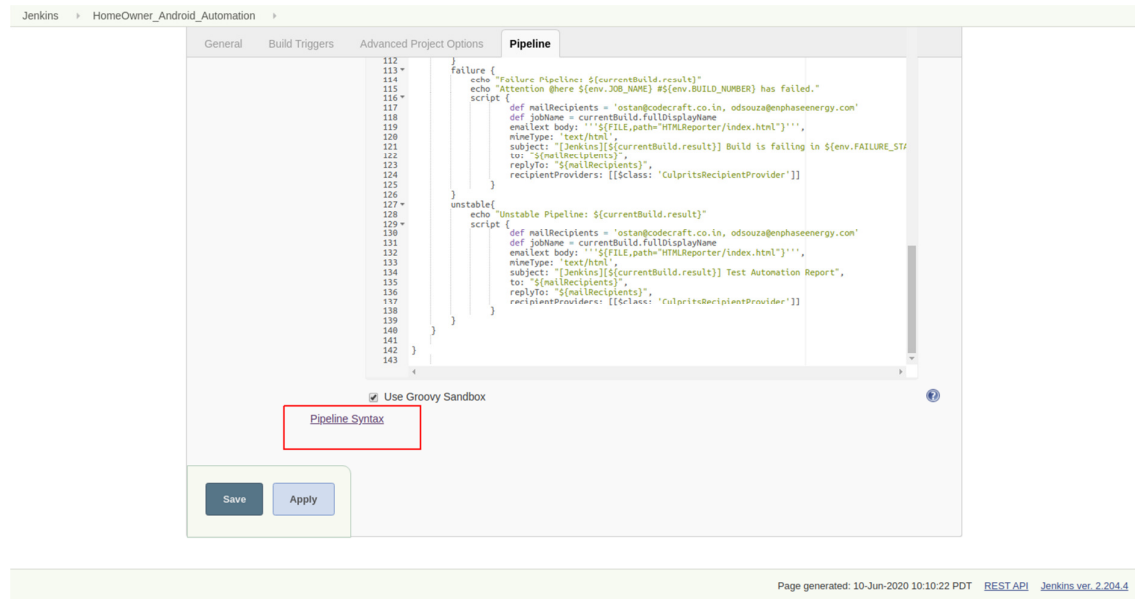 Jenkins HomeOwner_Android_Automation
General Build Triggers Advanced Project Options Pipeline
112 }
113 failure {
114 echo "Failure Pipeline: ${currentBuild.result}"
115 echo "Attention @here ${env.JOB_NAME} #${env.BUILD_NUMBER} has failed."
116 script {
117 def mailRecipients = 'ostan@codecraft.co.in, odsouza@enphaseenergy.com'
118 def jobName = currentBuild.fullDisplayName
119 emailext body: '''${FILE,path="HTMLReporter/index.html"}''',
120 mimeType: 'text/html',
121 subject: "[Jenkins][${currentBuild.result}] Build is failing in ${env.FAILURE_STA
122 to: "${mailRecipients}",
123 replyTo: "${mailRecipients}",
124 recipientProviders: [[$class: 'CulpritsRecipientProvider']]
125 }
126 }
127 unstable{
128 echo "Unstable Pipeline: ${currentBuild.result}"
129 script {
130 def mailRecipients = 'ostan@codecraft.co.in, odsouza@enphaseenergy.com'
131 def jobName = currentBuild.fullDisplayName
132 emailext body: '''${FILE,path="HTMLReporter/index.html"}''',
133 mimeType: 'text/html',
134 subject: "[Jenkins][${currentBuild.result}] Test Automation Report",
135 to: "${mailRecipients}",
136 replyTo: "${mailRecipients}",
137 recipientProviders: [[$class: 'CulpritsRecipientProvider']]
138 }
139 }
140 }
141
142 }
143
Use Groovy Sandbox
Pipeline Syntax
Save Apply
Page generated: 10-Jun-2020 10:10:22 PDT REST API Jenkins ver. 2.204.4